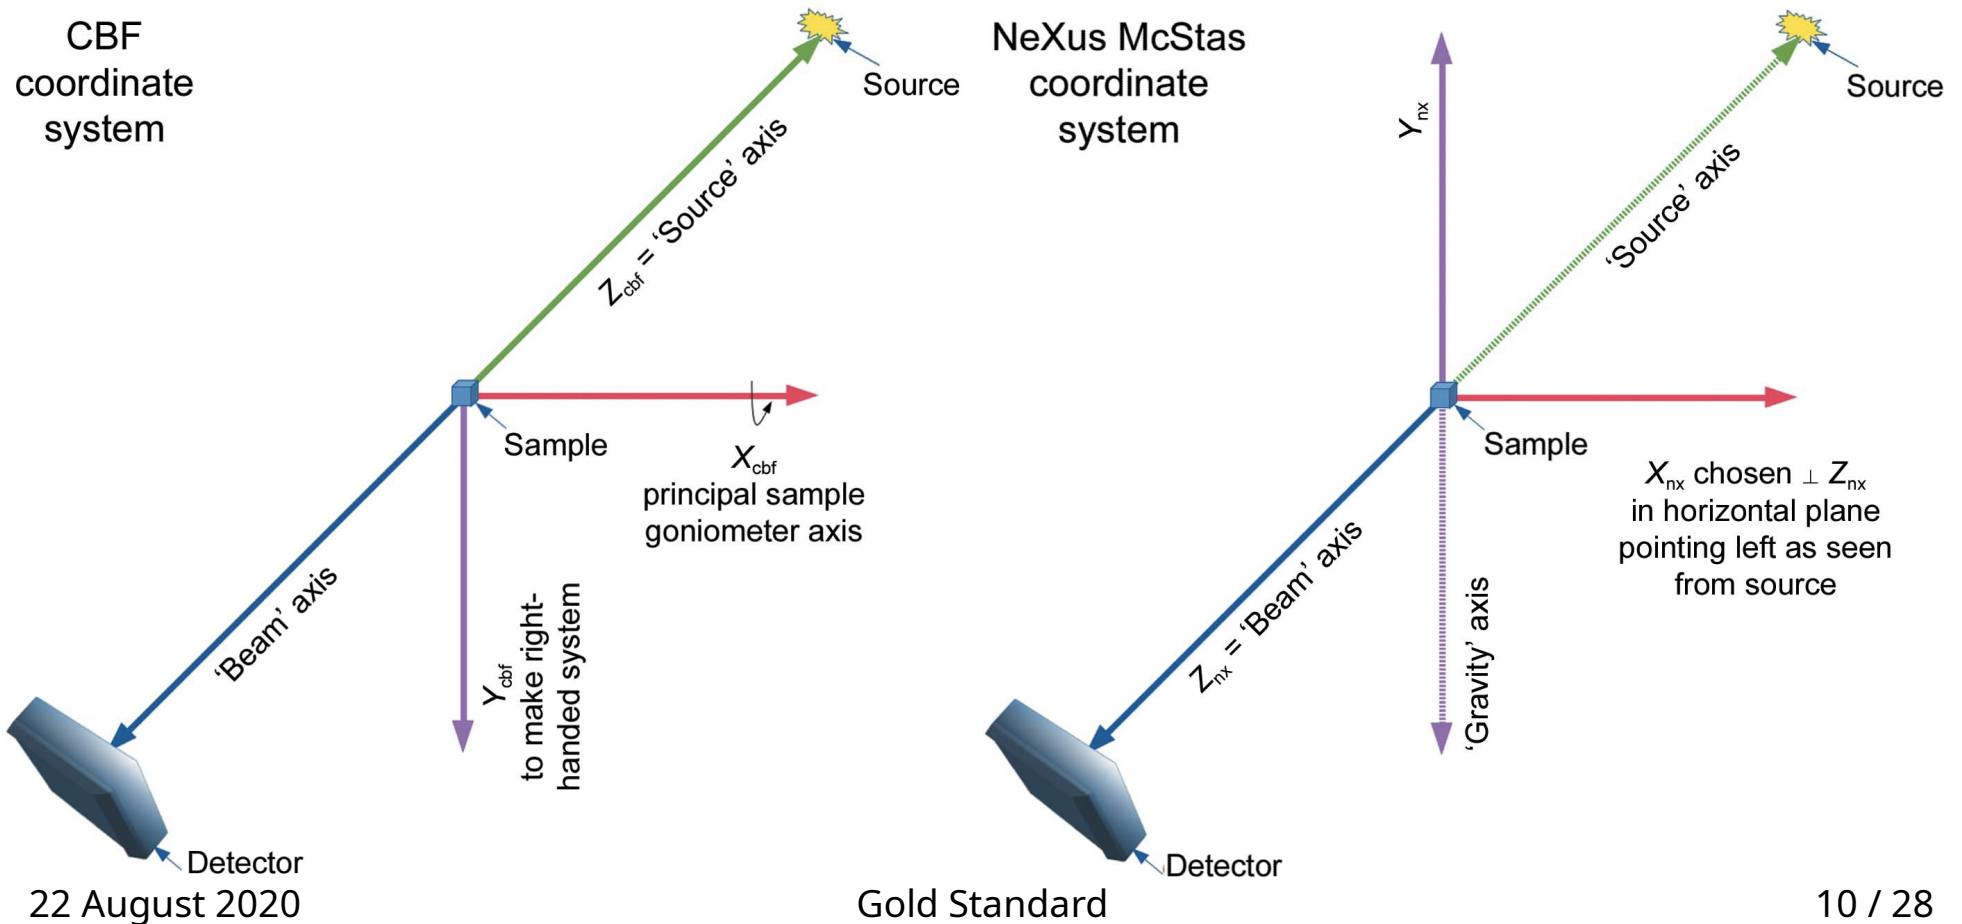 CBF
coordinate
system
Source
Z_cbf = ‘Source’ axis
Sample
X_cbf
principal sample
goniometer axis
‘Beam’ axis
Y_cbf
to make right-
handed system
Detector
NeXus McStas
coordinate
system
Source
Y_nx
‘Source’ axis
Sample
X_nx chosen ⊥ Z_nx
in horizontal plane
pointing left as seen
from source
Z_nx = ‘Beam’ axis
‘Gravity’ axis
Detector
22 August 2020
Gold Standard
10 / 28